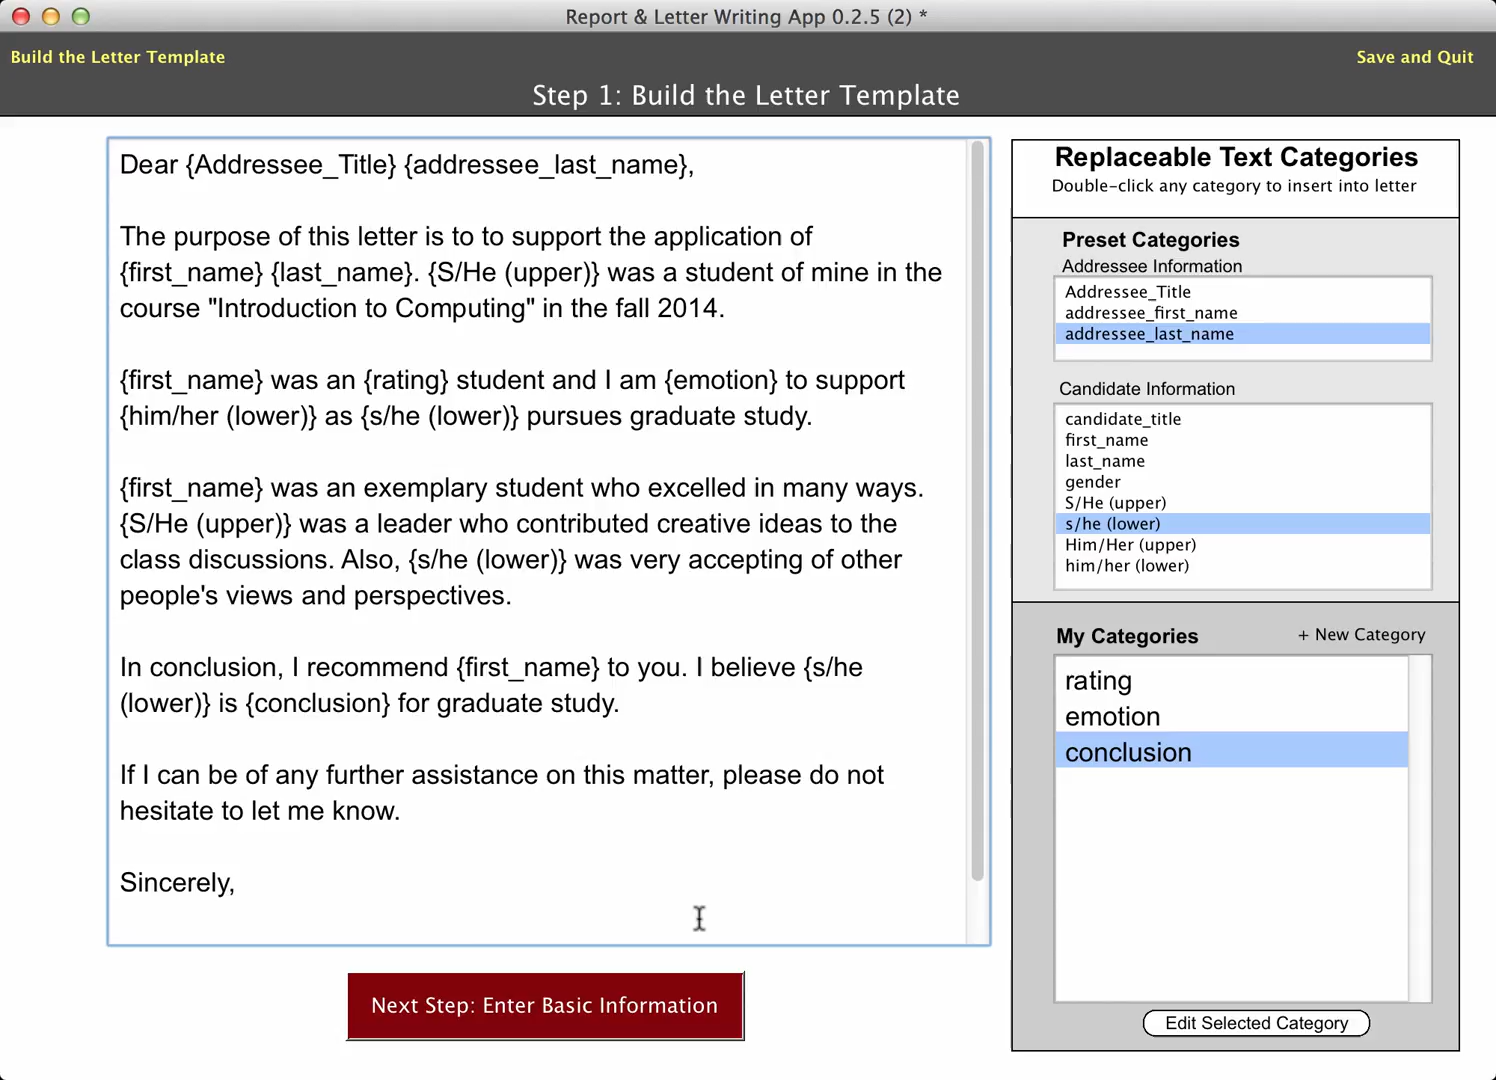 Report & Letter Writing App 0.2.5 (2) *
Build the Letter Template
Save and Quit
Step 1: Build the Letter Template
Dear {Addressee_Title} {addressee_last_name},
The purpose of this letter is to to support the application of
{first_name} {last_name}. {S/He (upper)} was a student of mine in the
course "Introduction to Computing" in the fall 2014.
{first_name} was an {rating} student and I am {emotion} to support
{him/her (lower)} as {s/he (lower)} pursues graduate study.
{first_name} was an exemplary student who excelled in many ways.
{S/He (upper)} was a leader who contributed creative ideas to the
class discussions. Also, {s/he (lower)} was very accepting of other
people's views and perspectives.
In conclusion, I recommend {first_name} to you. I believe {s/he
(lower)} is {conclusion} for graduate study.
If I can be of any further assistance on this matter, please do not
hesitate to let me know.
Sincerely,
Next Step: Enter Basic Information
Replaceable Text Categories
Double-click any category to insert into letter
Preset Categories
Addressee Information
Addressee_Title
addressee_first_name
addressee_last_name
Candidate Information
candidate_title
first_name
last_name
gender
S/He (upper)
s/he (lower)
Him/Her (upper)
him/her (lower)
My Categories
+ New Category
rating
emotion
conclusion
Edit Selected Category